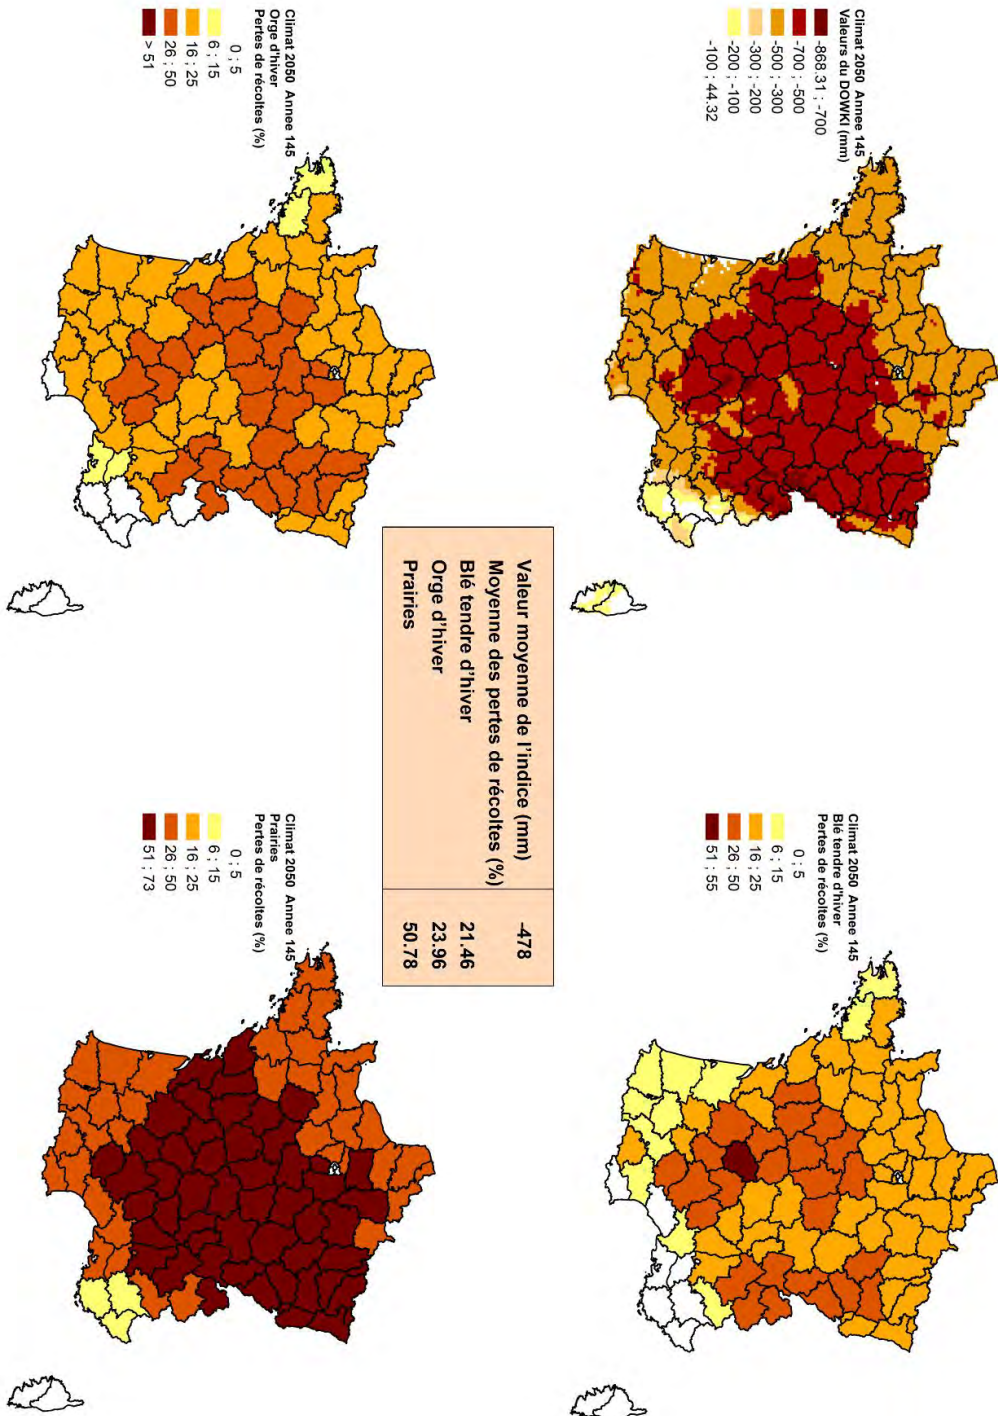 Climat 2050 Annee 145
Valeurs du DOWKI (mm)
-868.31 ; -700
-700 ; -500
-500 ; -300
-300 ; -200
-200 ; -100
-100 ; 44.32
Climat 2050 Annee 145
Blé tendre d'hiver
Pertes de récoltes (%)
0 ; 5
6 ; 15
16 ; 25
26 ; 50
51 ; 55
Valeur moyenne de l'indice (mm) -478
Moyenne des pertes de récoltes (%)
Blé tendre d'hiver 21.46
Orge d'hiver 23.96
Prairies 50.78
Climat 2050 Annee 145
Orge d'hiver
Pertes de récoltes (%)
0 ; 5
6 ; 15
16 ; 25
26 ; 50
> 51
Climat 2050 Annee 145
Prairies
Pertes de récoltes (%)
0 ; 5
6 ; 15
16 ; 25
26 ; 50
51 ; 73